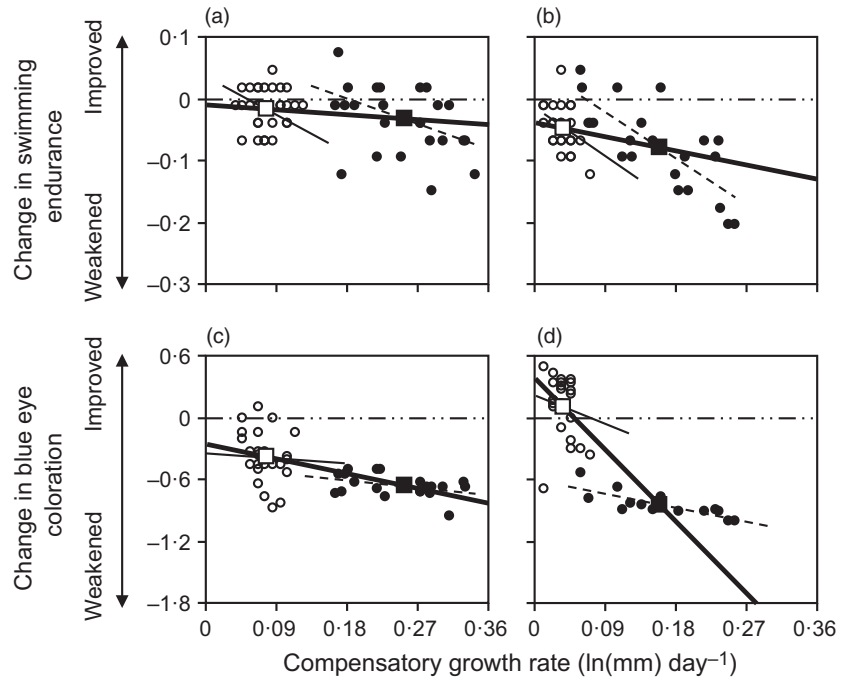 (a) (b)
0·1
0
–0·1
–0·2
–0·3
Change in swimming
endurance
Weakened Improved
(c) (d)
0·6
0
–0·6
–1·2
–1·8
Change in blue eye
coloration
Weakened Improved
0 0·09 0·18 0·27 0·36 0 0·09 0·18 0·27 0·36
Compensatory growth rate (ln(mm) day–1)